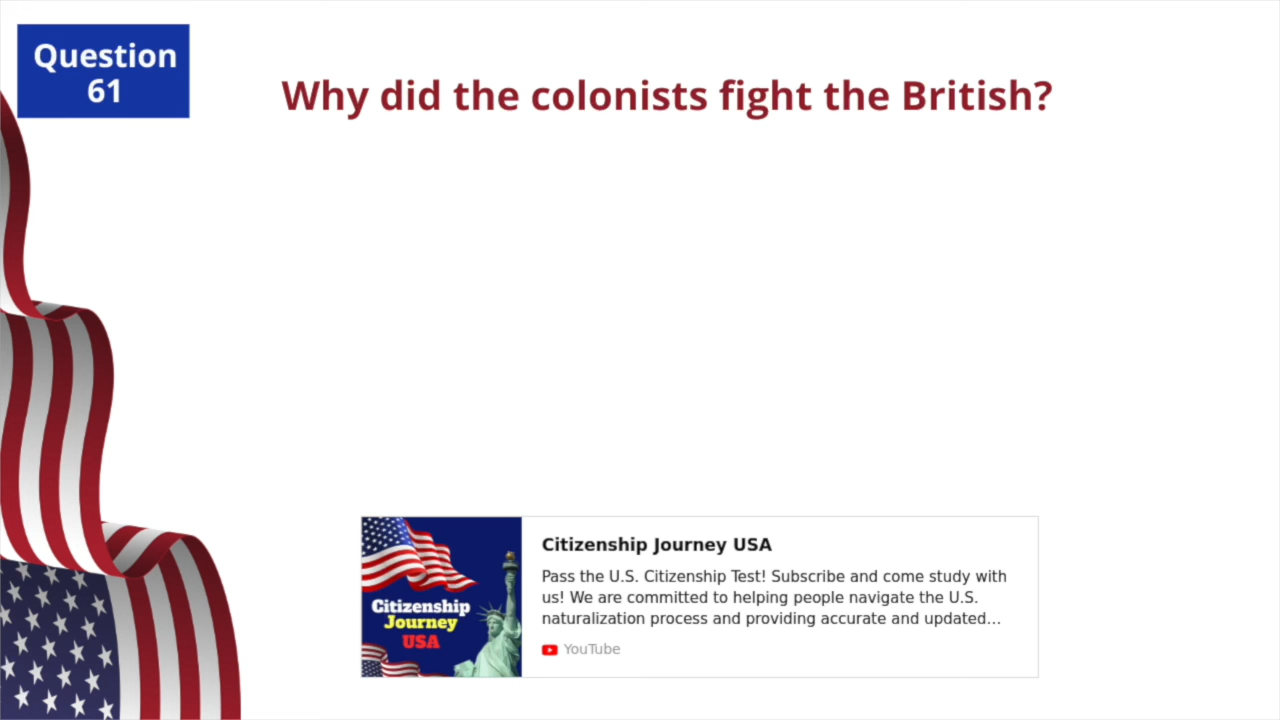 Question
61
Why did the colonists fight the British?
Citizenship Journey USA
Pass the U.S. Citizenship Test! Subscribe and come study with
us! We are committed to helping people navigate the U.S.
naturalization process and providing accurate and updated...
YouTube
Citizenship
Journey
USA